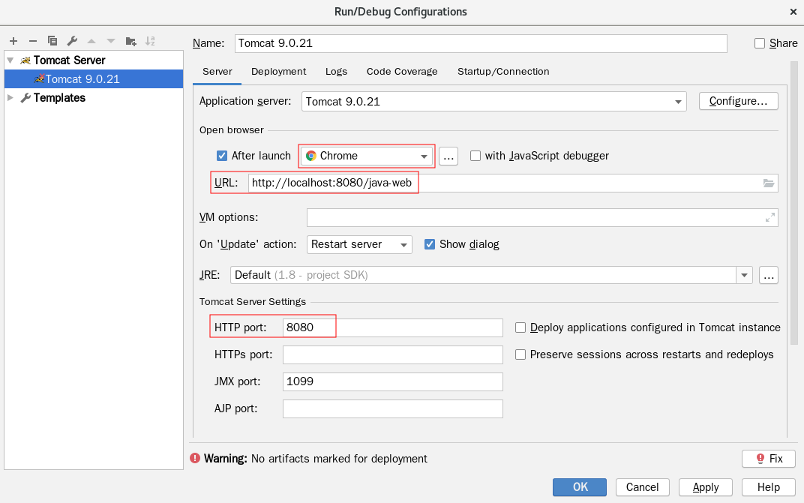 Run/Debug Configurations
Name: Tomcat 9.0.21 Share
Tomcat Server
Tomcat 9.0.21
Templates
Server Deployment Logs Code Coverage Startup/Connection
Application server: Tomcat 9.0.21 Configure...
Open browser
After launch Chrome ... with JavaScript debugger
URL: http://localhost:8080/java-web
VM options:
On 'Update' action: Restart server Show dialog
JRE: Default (1.8 - project SDK) ...
Tomcat Server Settings
HTTP port: 8080 Deploy applications configured in Tomcat instance
HTTPs port: Preserve sessions across restarts and redeploys
JMX port: 1099
AJP port:
Warning: No artifacts marked for deployment Fix
OK Cancel Apply Help